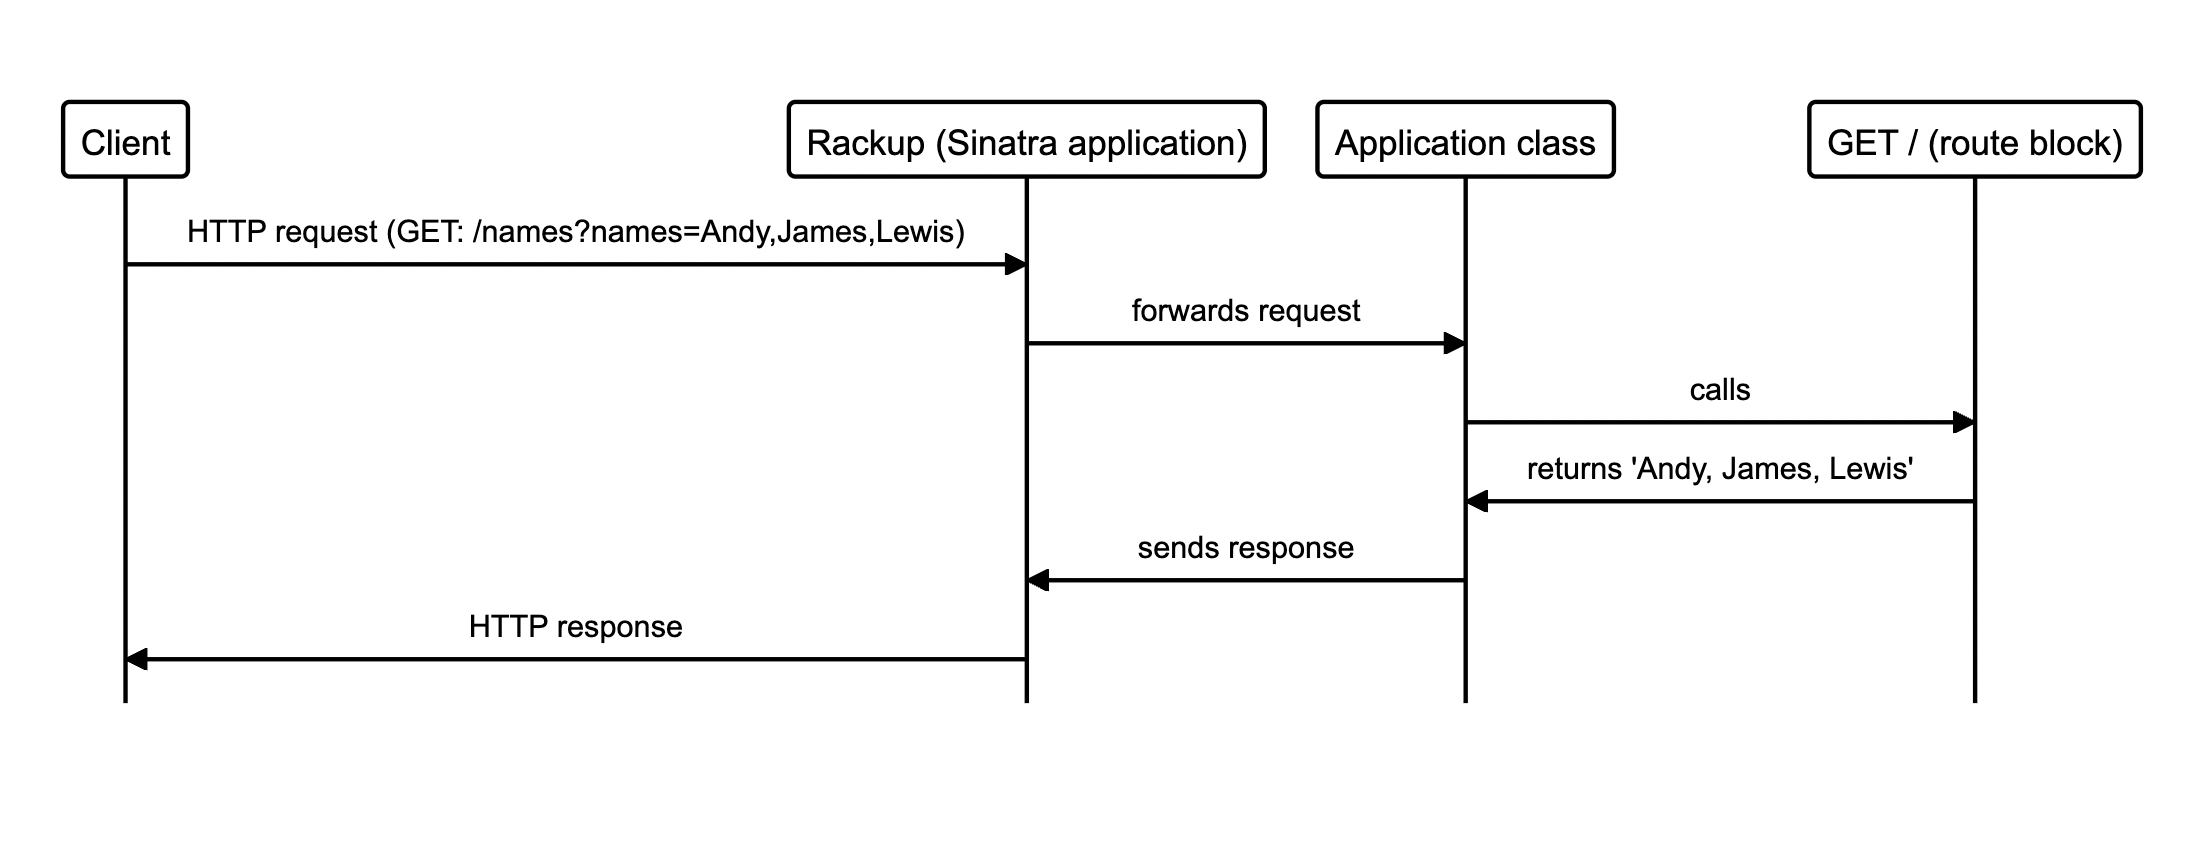 Client
Rackup (Sinatra application)
Application class
GET / (route block)
HTTP request (GET: /names?names=Andy,James,Lewis)
forwards request
calls
returns 'Andy, James, Lewis'
sends response
HTTP response